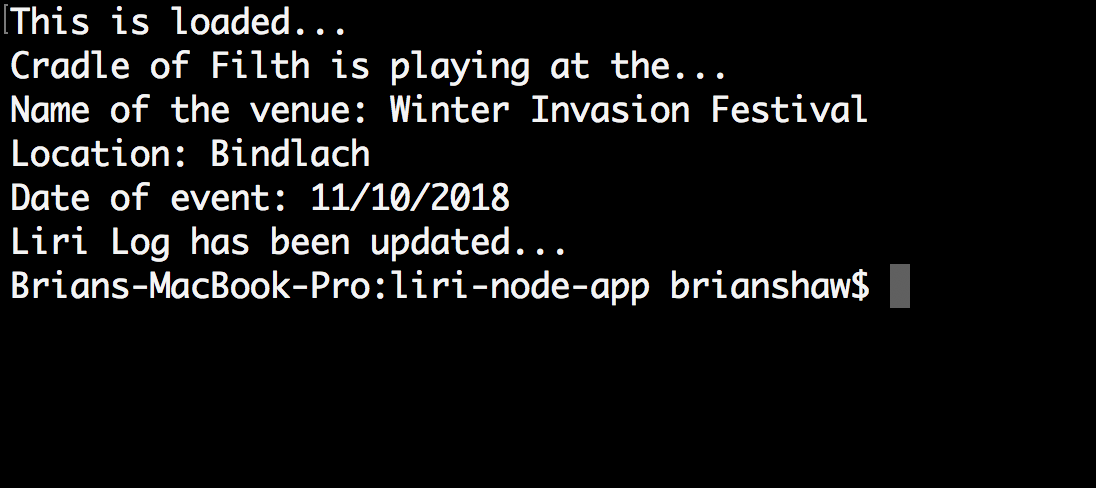 This is loaded...
Cradle of Filth is playing at the...
Name of the venue: Winter Invasion Festival
Location: Bindlach
Date of event: 11/10/2018
Liri Log has been updated...
Brians-MacBook-Pro:liri-node-app brianshaw$